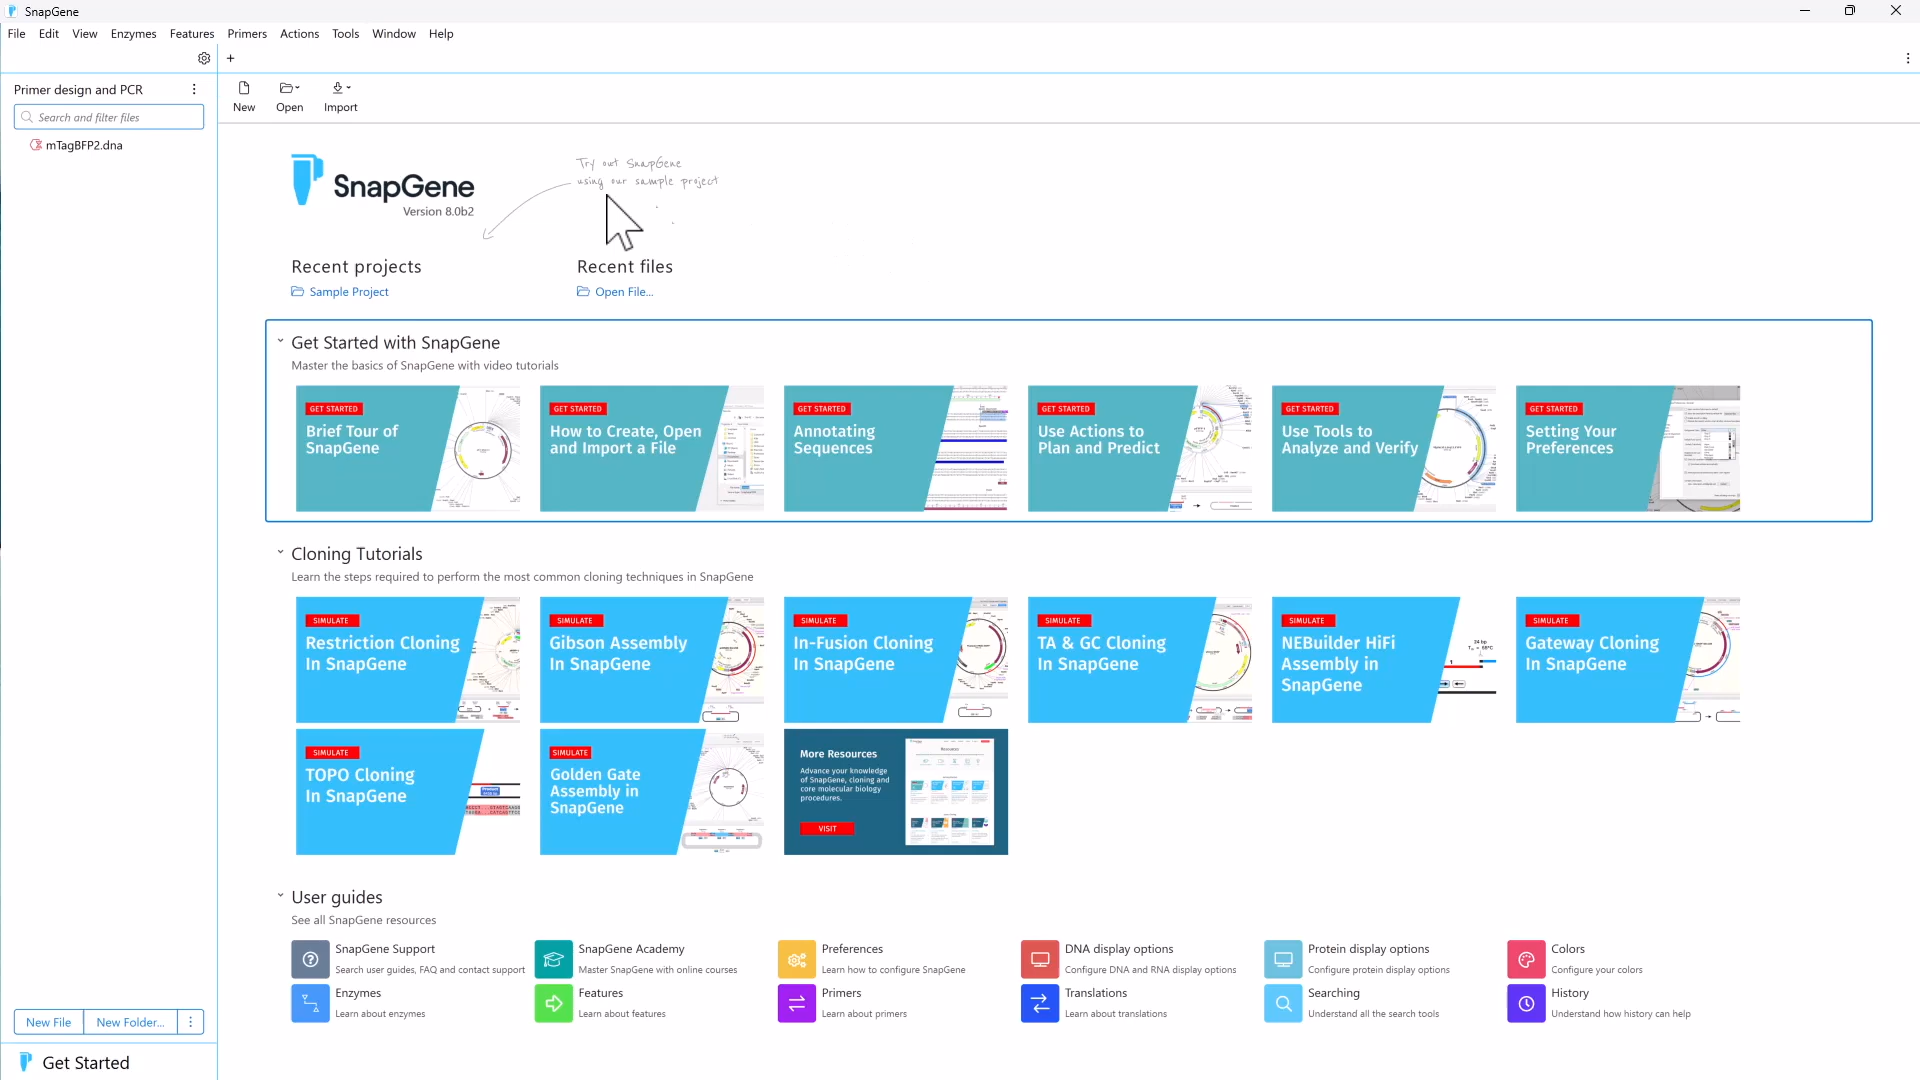 SnapGene
File Edit View Enzymes Features Primers Actions Tools Window Help
+
Primer design and PCR
Search and filter files
mTagBFP2.dna
New Open Import
SnapGene
Version 8.0b2
Try out SnapGene
using our sample project
Recent projects
Sample Project
Recent files
Open File...
Get Started with SnapGene
Master the basics of SnapGene with video tutorials
GET STARTED
Brief Tour of
SnapGene
GET STARTED
How to Create, Open
and Import a File
GET STARTED
Annotating
Sequences
GET STARTED
Use Actions to
Plan and Predict
GET STARTED
Use Tools to
Analyze and Verify
GET STARTED
Setting Your
Preferences
Cloning Tutorials
Learn the steps required to perform the most common cloning techniques in SnapGene
SIMULATE
Restriction Cloning
In SnapGene
SIMULATE
Gibson Assembly
In SnapGene
SIMULATE
In-Fusion Cloning
In SnapGene
SIMULATE
TA & GC Cloning
In SnapGene
SIMULATE
NEBuilder HiFi
Assembly in
SnapGene
SIMULATE
Gateway Cloning
In SnapGene
SIMULATE
TOPO Cloning
In SnapGene
SIMULATE
Golden Gate
Assembly in
SnapGene
More Resources
Advance your knowledge
of SnapGene, cloning and
core molecular biology
procedures.
VISIT
User guides
See all SnapGene resources
SnapGene Support
Search user guides, FAQ and contact support
SnapGene Academy
Master SnapGene with online courses
Preferences
Learn how to configure SnapGene
DNA display options
Configure DNA and RNA display options
Protein display options
Configure protein display options
Colors
Configure your colors
Enzymes
Learn about enzymes
Features
Learn about features
Primers
Learn about primers
Translations
Learn about translations
Searching
Understand all the search tools
History
Understand how history can help
New File New Folder...
Get Started